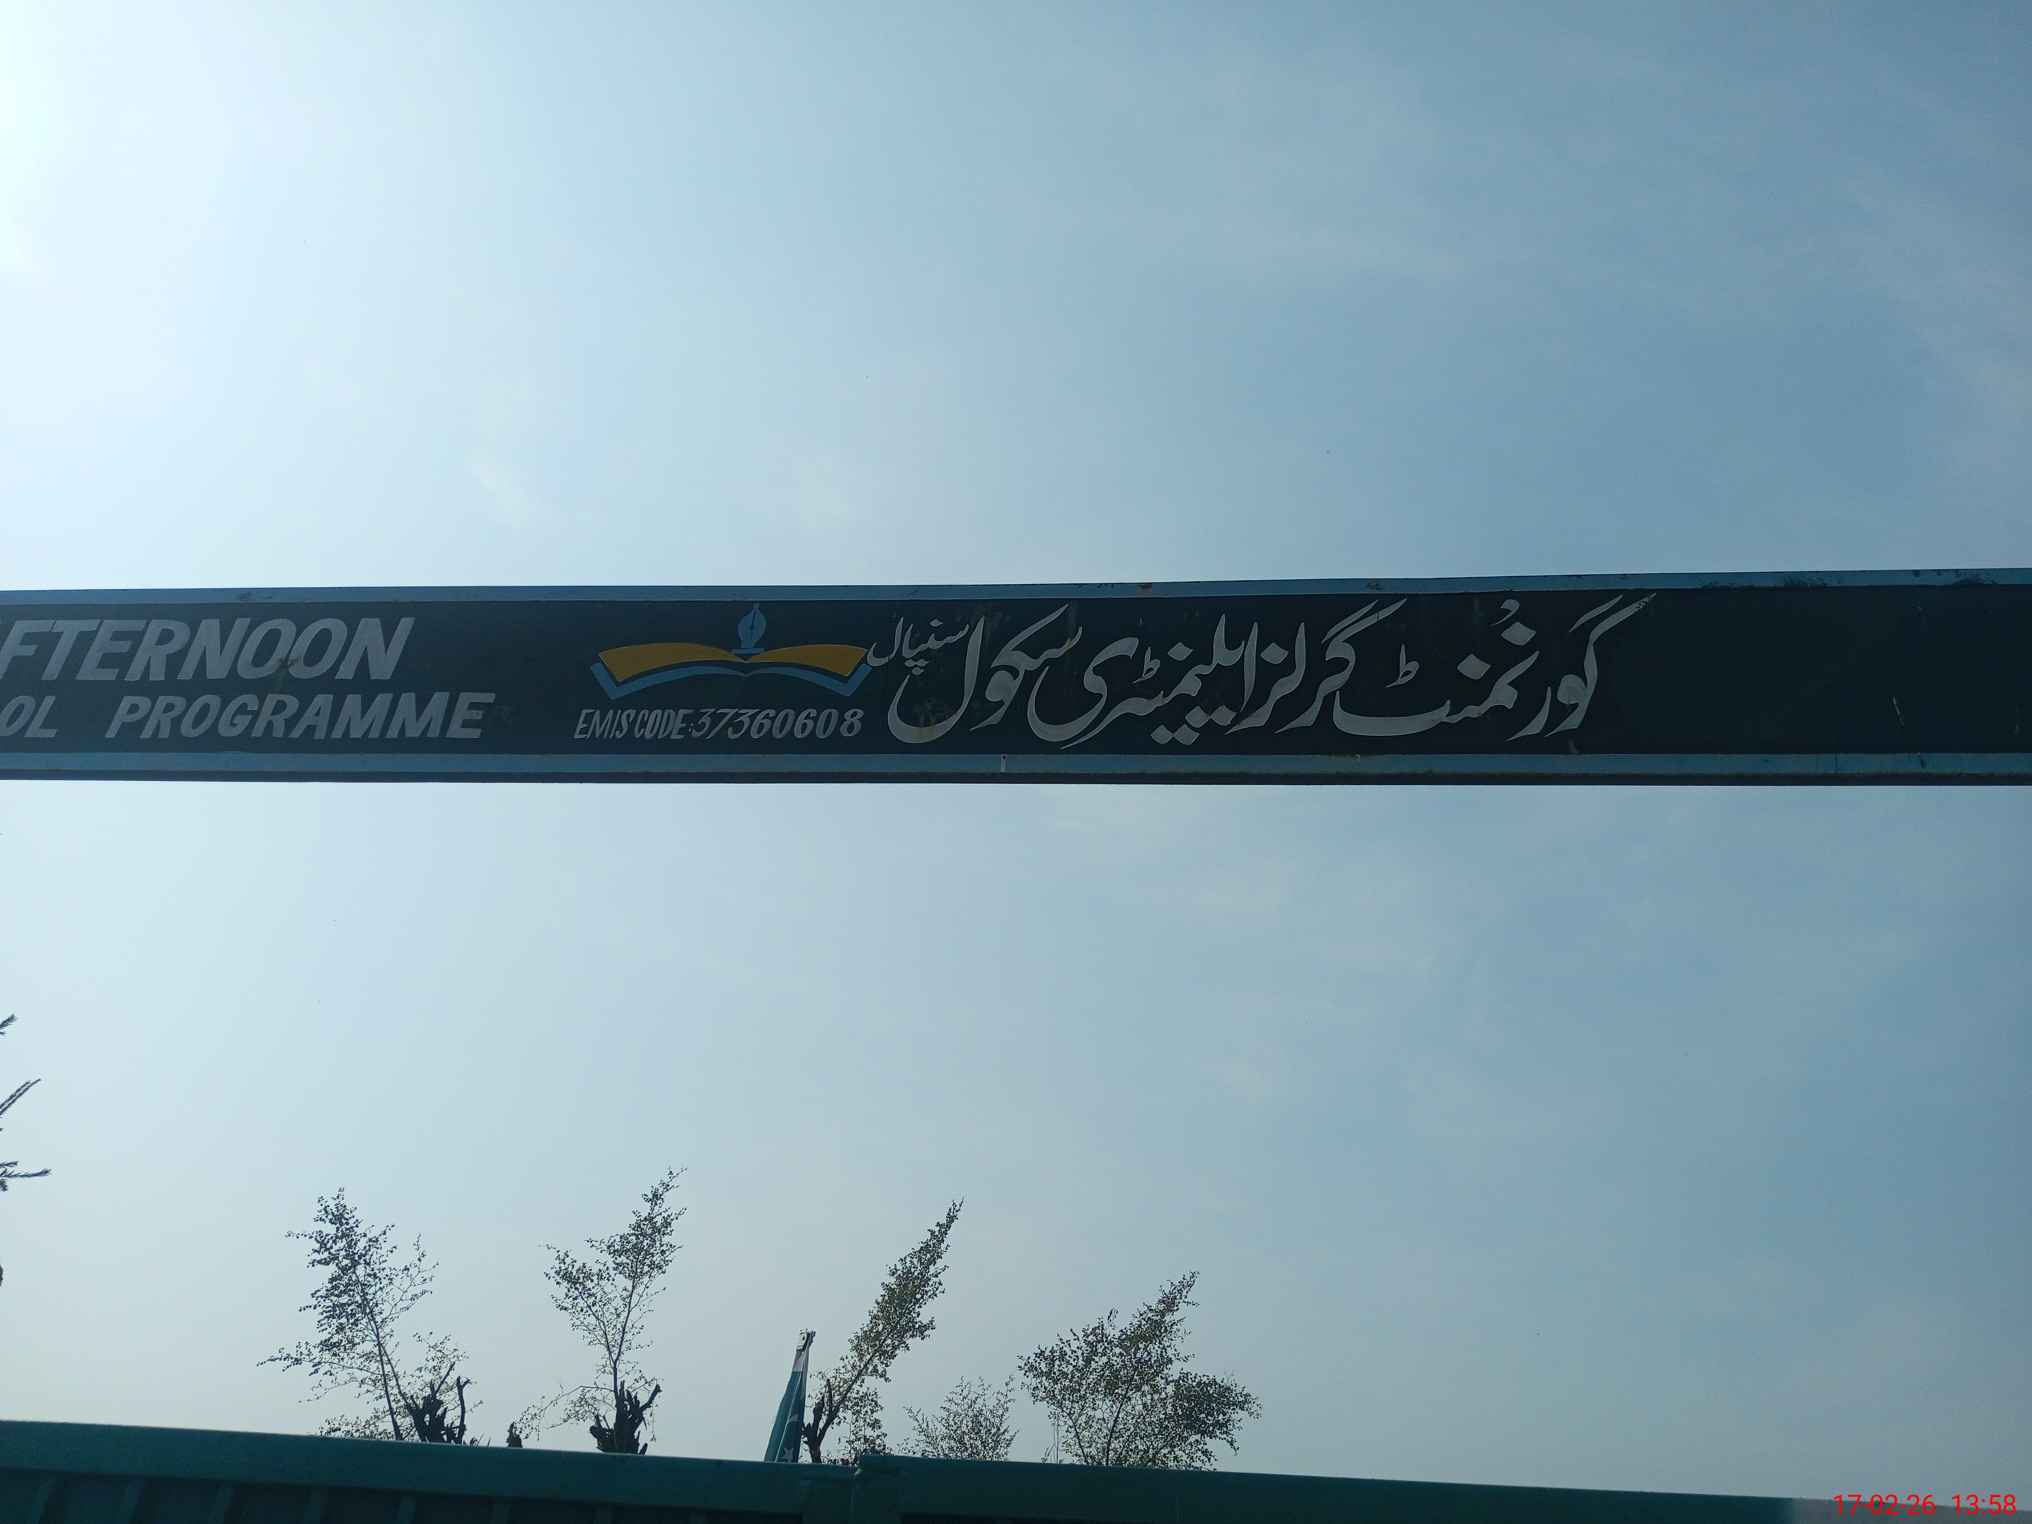 FTERNOON
OL PROGRAMME
گورنمنٹ گرلز ایلیمنٹری سکول سنپال
EMIS CODE:37360608
17-02-26 13:58